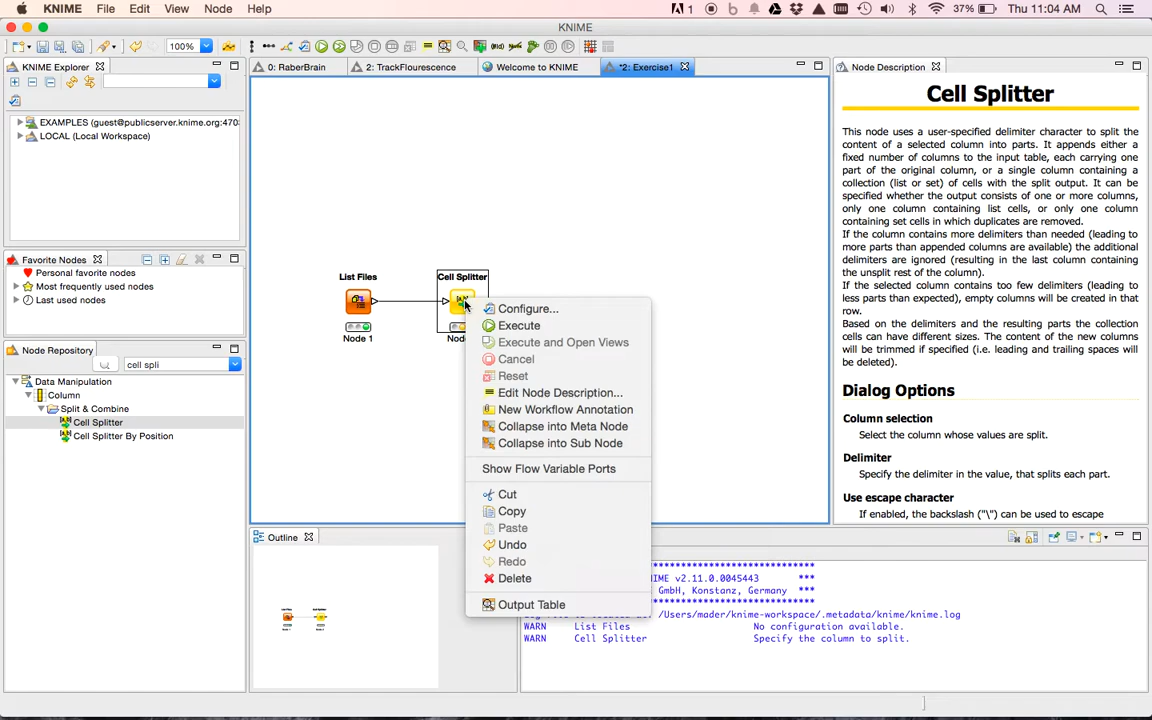 KNIME File Edit View Node Help 37% Thu 11:04 AM
KNIME
100%
KNIME Explorer
EXAMPLES (guest@publicserver.knime.org:470
LOCAL (Local Workspace)
Favorite Nodes
Personal favorite nodes
Most frequently used nodes
Last used nodes
Node Repository
cell spli
Data Manipulation
Column
Split & Combine
Cell Splitter
Cell Splitter By Position
0: RaberBrain
2: TrackFlourescence
Welcome to KNIME
*2: Exercise1
List Files
Node 1
Cell Splitter
Configure...
Execute
Execute and Open Views
Cancel
Reset
Edit Node Description...
New Workflow Annotation
Collapse into Meta Node
Collapse into Sub Node
Show Flow Variable Ports
Cut
Copy
Paste
Undo
Redo
Delete
Output Table
Outline
***********************************
NIME v2.11.0.0045443 ***
GmbH, Konstanz, Germany ***
***********************************
/Users/mader/knime-workspace/.metadata/knime/knime.log
WARN List Files No configuration available.
WARN Cell Splitter Specify the column to split.
Node Description
Cell Splitter
This node uses a user-specified delimiter character to split the
content of a selected column into parts. It appends either a
fixed number of columns to the input table, each carrying one
part of the original column, or a single column containing a
collection (list or set) of cells with the split output. It can be
specified whether the output consists of one or more columns,
only one column containing list cells, or only one column
containing set cells in which duplicates are removed.
If the column contains more delimiters than needed (leading to
more parts than appended columns are available) the additional
delimiters are ignored (resulting in the last column containing
the unsplit rest of the column).
If the selected column contains too few delimiters (leading to
less parts than expected), empty columns will be created in that
row.
Based on the delimiters and the resulting parts the collection
cells can have different sizes. The content of the new columns
will be trimmed if specified (i.e. leading and trailing spaces will
be deleted).
Dialog Options
Column selection
Select the column whose values are split.
Delimiter
Specify the delimiter in the value, that splits each part.
Use escape character
If enabled, the backslash ("\") can be used to escape